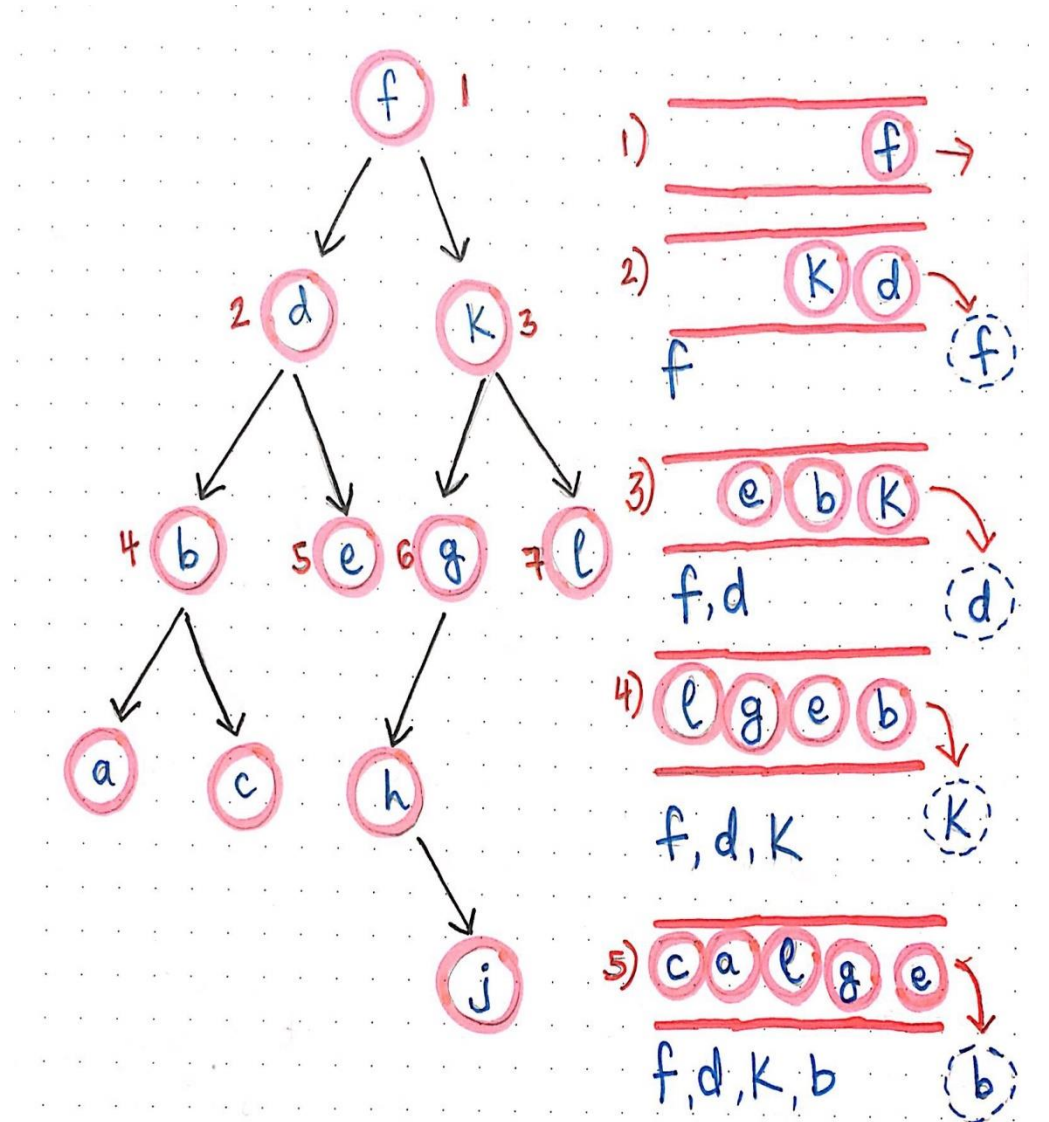 f 1
2 d K 3
4 b 5 e 6 g 7 l
a c h
j
1) f
2) K d
f f
3) e b K
f, d d
4) l g e b
f, d, K K
5) c a l g e
f, d, K, b b